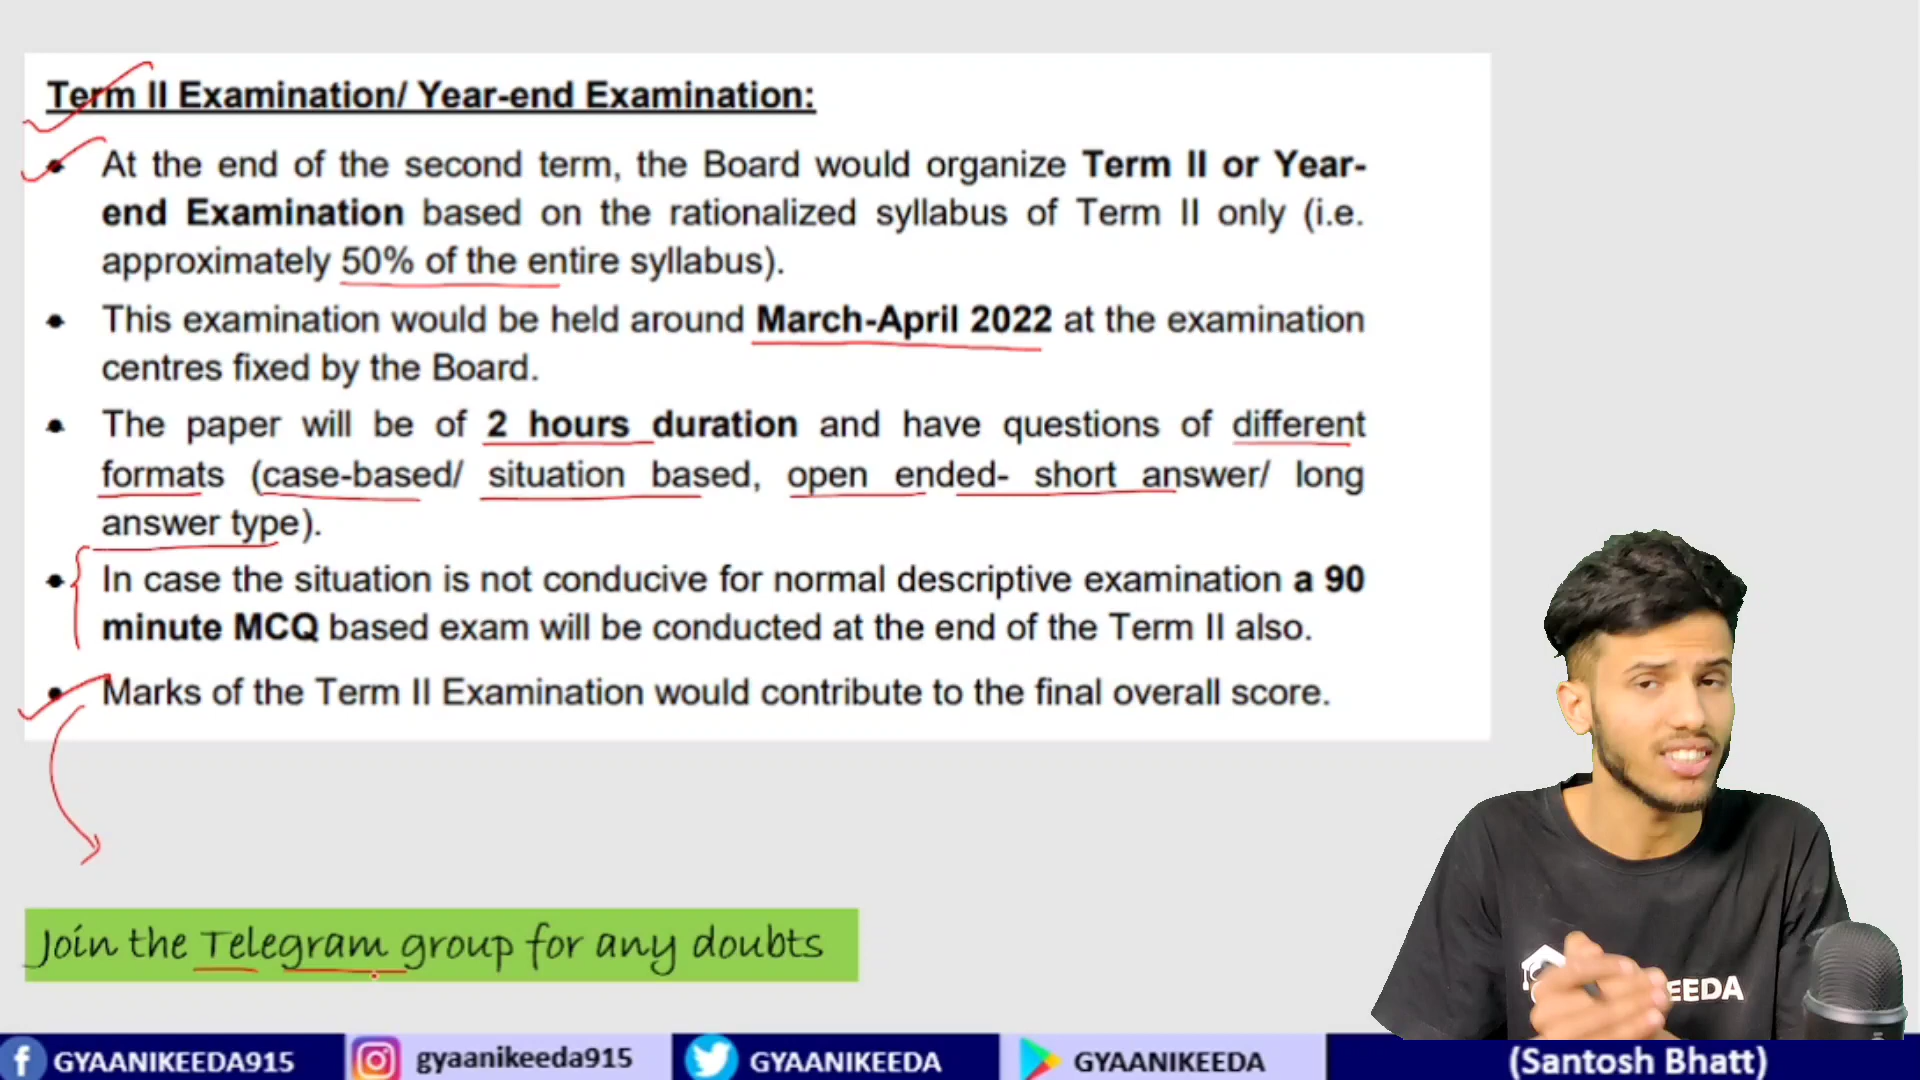 Term II Examination/ Year-end Examination:
• At the end of the second term, the Board would organize Term II or Year-
end Examination based on the rationalized syllabus of Term II only (i.e.
approximately 50% of the entire syllabus).
• This examination would be held around March-April 2022 at the examination
centres fixed by the Board.
• The paper will be of 2 hours duration and have questions of different
formats (case-based/ situation based, open ended- short answer/ long
answer type).
• In case the situation is not conducive for normal descriptive examination a 90
minute MCQ based exam will be conducted at the end of the Term II also.
• Marks of the Term II Examination would contribute to the final overall score.
Join the Telegram group for any doubts
EEDA
GYAANIKEEDA915 gyaanikeeda915 GYAANIKEEDA GYAANIKEEDA (Santosh Bhatt)